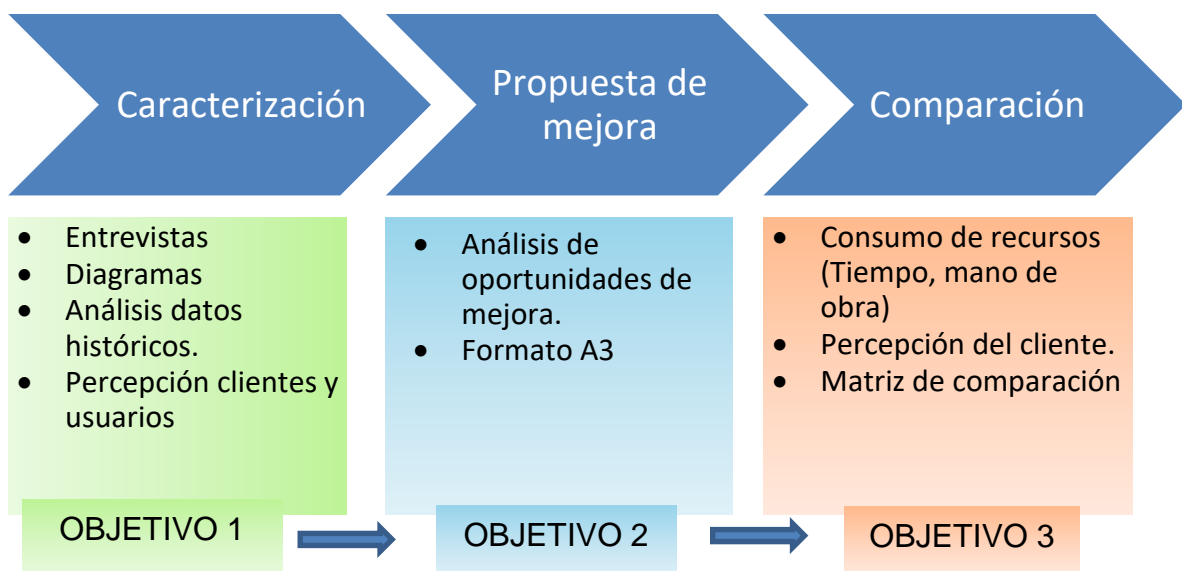 Caracterización
Propuesta de
mejora
Comparación
• Entrevistas
• Diagramas
• Análisis datos
históricos.
• Percepción clientes y
usuarios
• Análisis de
oportunidades de
mejora.
• Formato A3
• Consumo de recursos
(Tiempo, mano de
obra)
• Percepción del cliente.
• Matriz de comparación
OBJETIVO 1
OBJETIVO 2
OBJETIVO 3